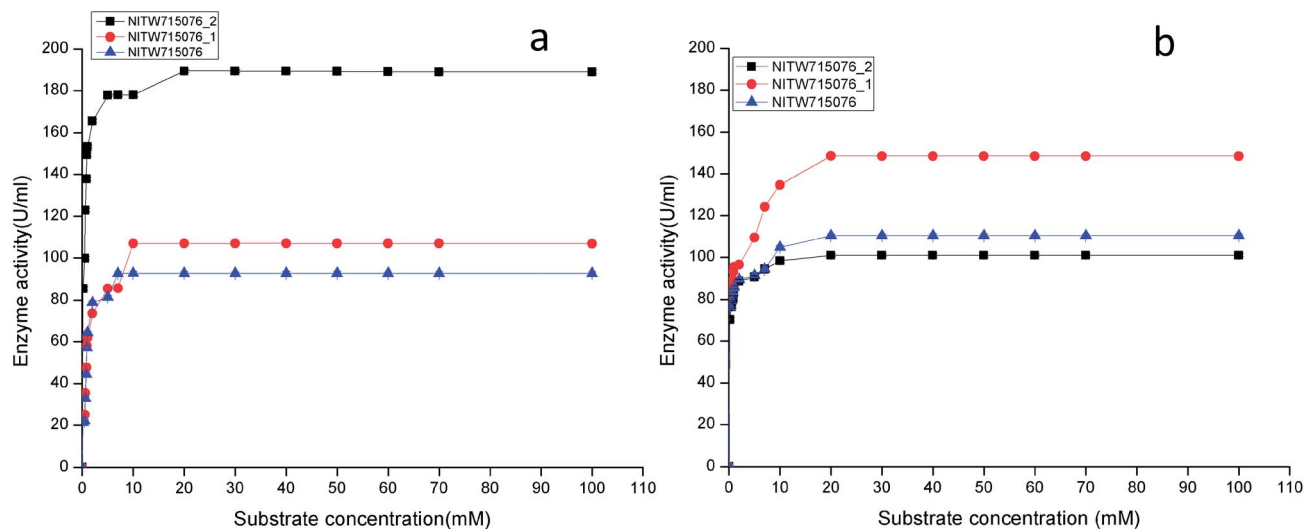 NITW715076_2
NITW715076_1
NITW715076
a
200
180
160
140
120
100
80
60
40
20
0
Enzyme activity(U/ml)
0 10 20 30 40 50 60 70 80 90 100 110
Substrate concentration(mM)
b
NITW715076_2
NITW715076_1
NITW715076
200
180
160
140
120
100
80
60
40
20
0
Enzyme activity(U/ml)
0 10 20 30 40 50 60 70 80 90 100 110
Substrate concentration (mM)